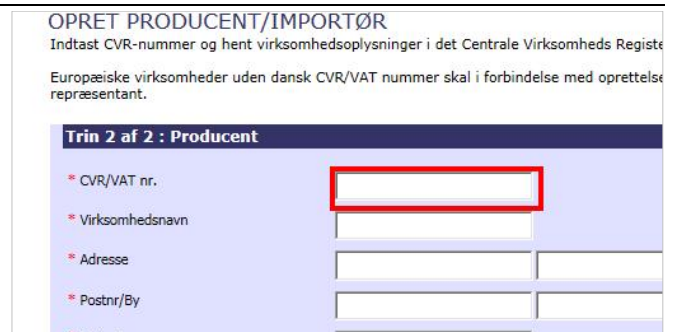 OPRET PRODUCENT/IMPORTØR
Indtast CVR-nummer og hent virksomhedsoplysninger i det Centrale Virksomheds Registe
Europæiske virksomheder uden dansk CVR/VAT nummer skal i forbindelse med oprettelse
repræsentant.
Trin 2 af 2 : Producent
* CVR/VAT nr.
* Virksomhedsnavn
* Adresse
* Postnr/By